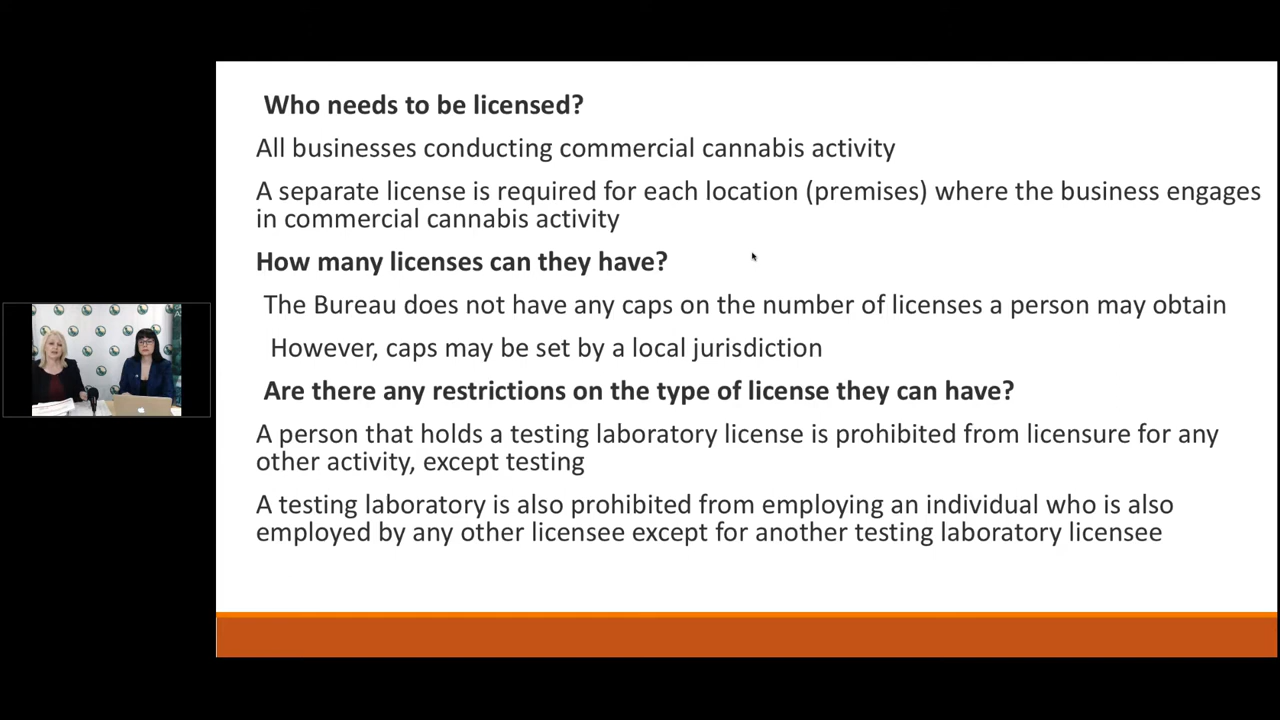 Who needs to be licensed?
All businesses conducting commercial cannabis activity
A separate license is required for each location (premises) where the business engages
in commercial cannabis activity
How many licenses can they have?
The Bureau does not have any caps on the number of licenses a person may obtain
However, caps may be set by a local jurisdiction
Are there any restrictions on the type of license they can have?
A person that holds a testing laboratory license is prohibited from licensure for any
other activity, except testing
A testing laboratory is also prohibited from employing an individual who is also
employed by any other licensee except for another testing laboratory licensee